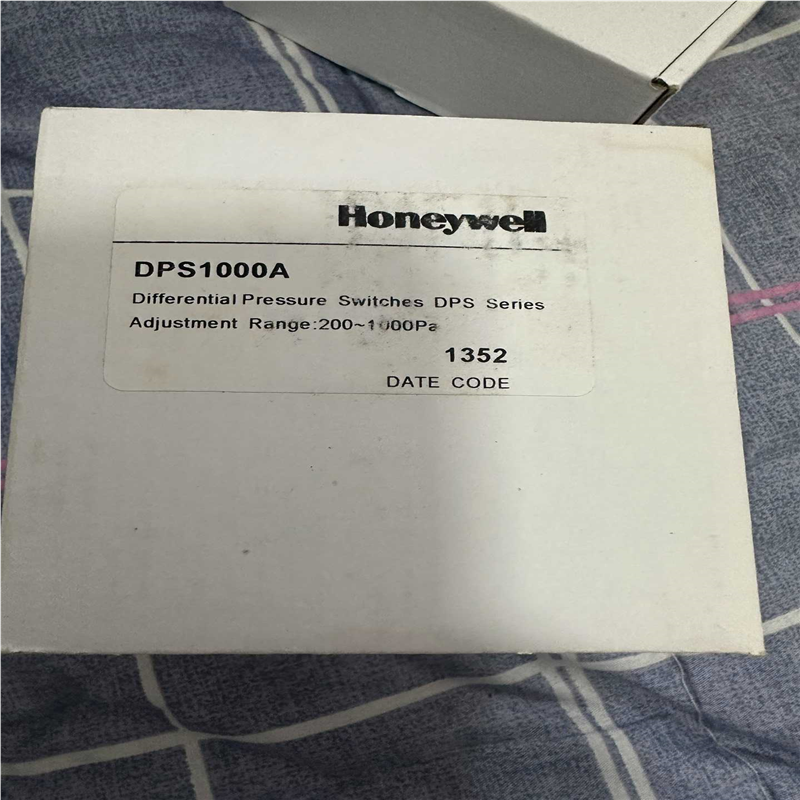 Honeywell
DPS1000A
Differential Pressure Switches DPS Series
Adjustment Range:200~1000Pa
1352
DATE CODE